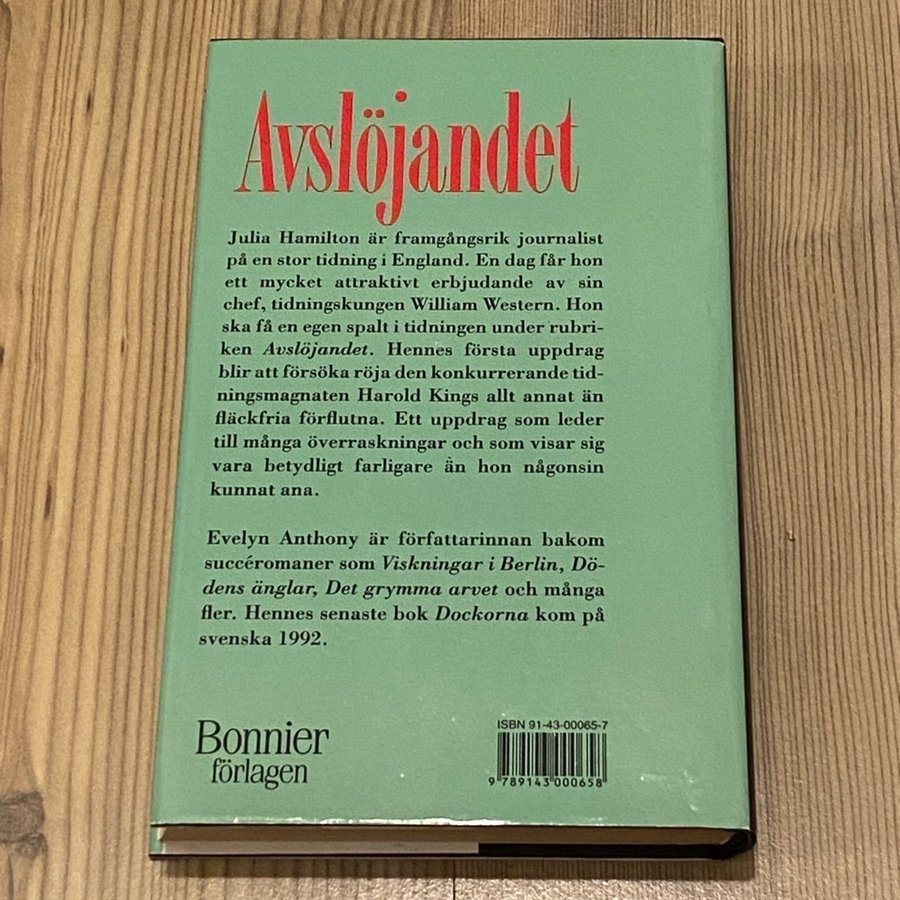 Avslöjandet
Julia Hamilton är framgångsrik journalist
på en stor tidning i England. En dag får hon
ett mycket attraktivt erbjudande av sin
chef, tidningskungen William Western. Hon
ska få en egen spalt i tidningen under rubri-
ken Avslöjandet. Hennes första uppdrag
blir att försöka röja den konkurrerande tid-
ningsmagnaten Harold Kings allt annat än
fläckfria förflutna. Ett uppdrag som leder
till många överraskningar och som visar sig
vara betydligt farligare än hon någonsin
kunnat ana.
Evelyn Anthony är författarinnan bakom
succéromaner som Viskningar i Berlin, Dö-
dens änglar, Det grymma arvet och många
fler. Hennes senaste bok Dockorna kom på
svenska 1992.
Bonnier
förlagen
ISBN 91-43-00065-7
9 789143 000658